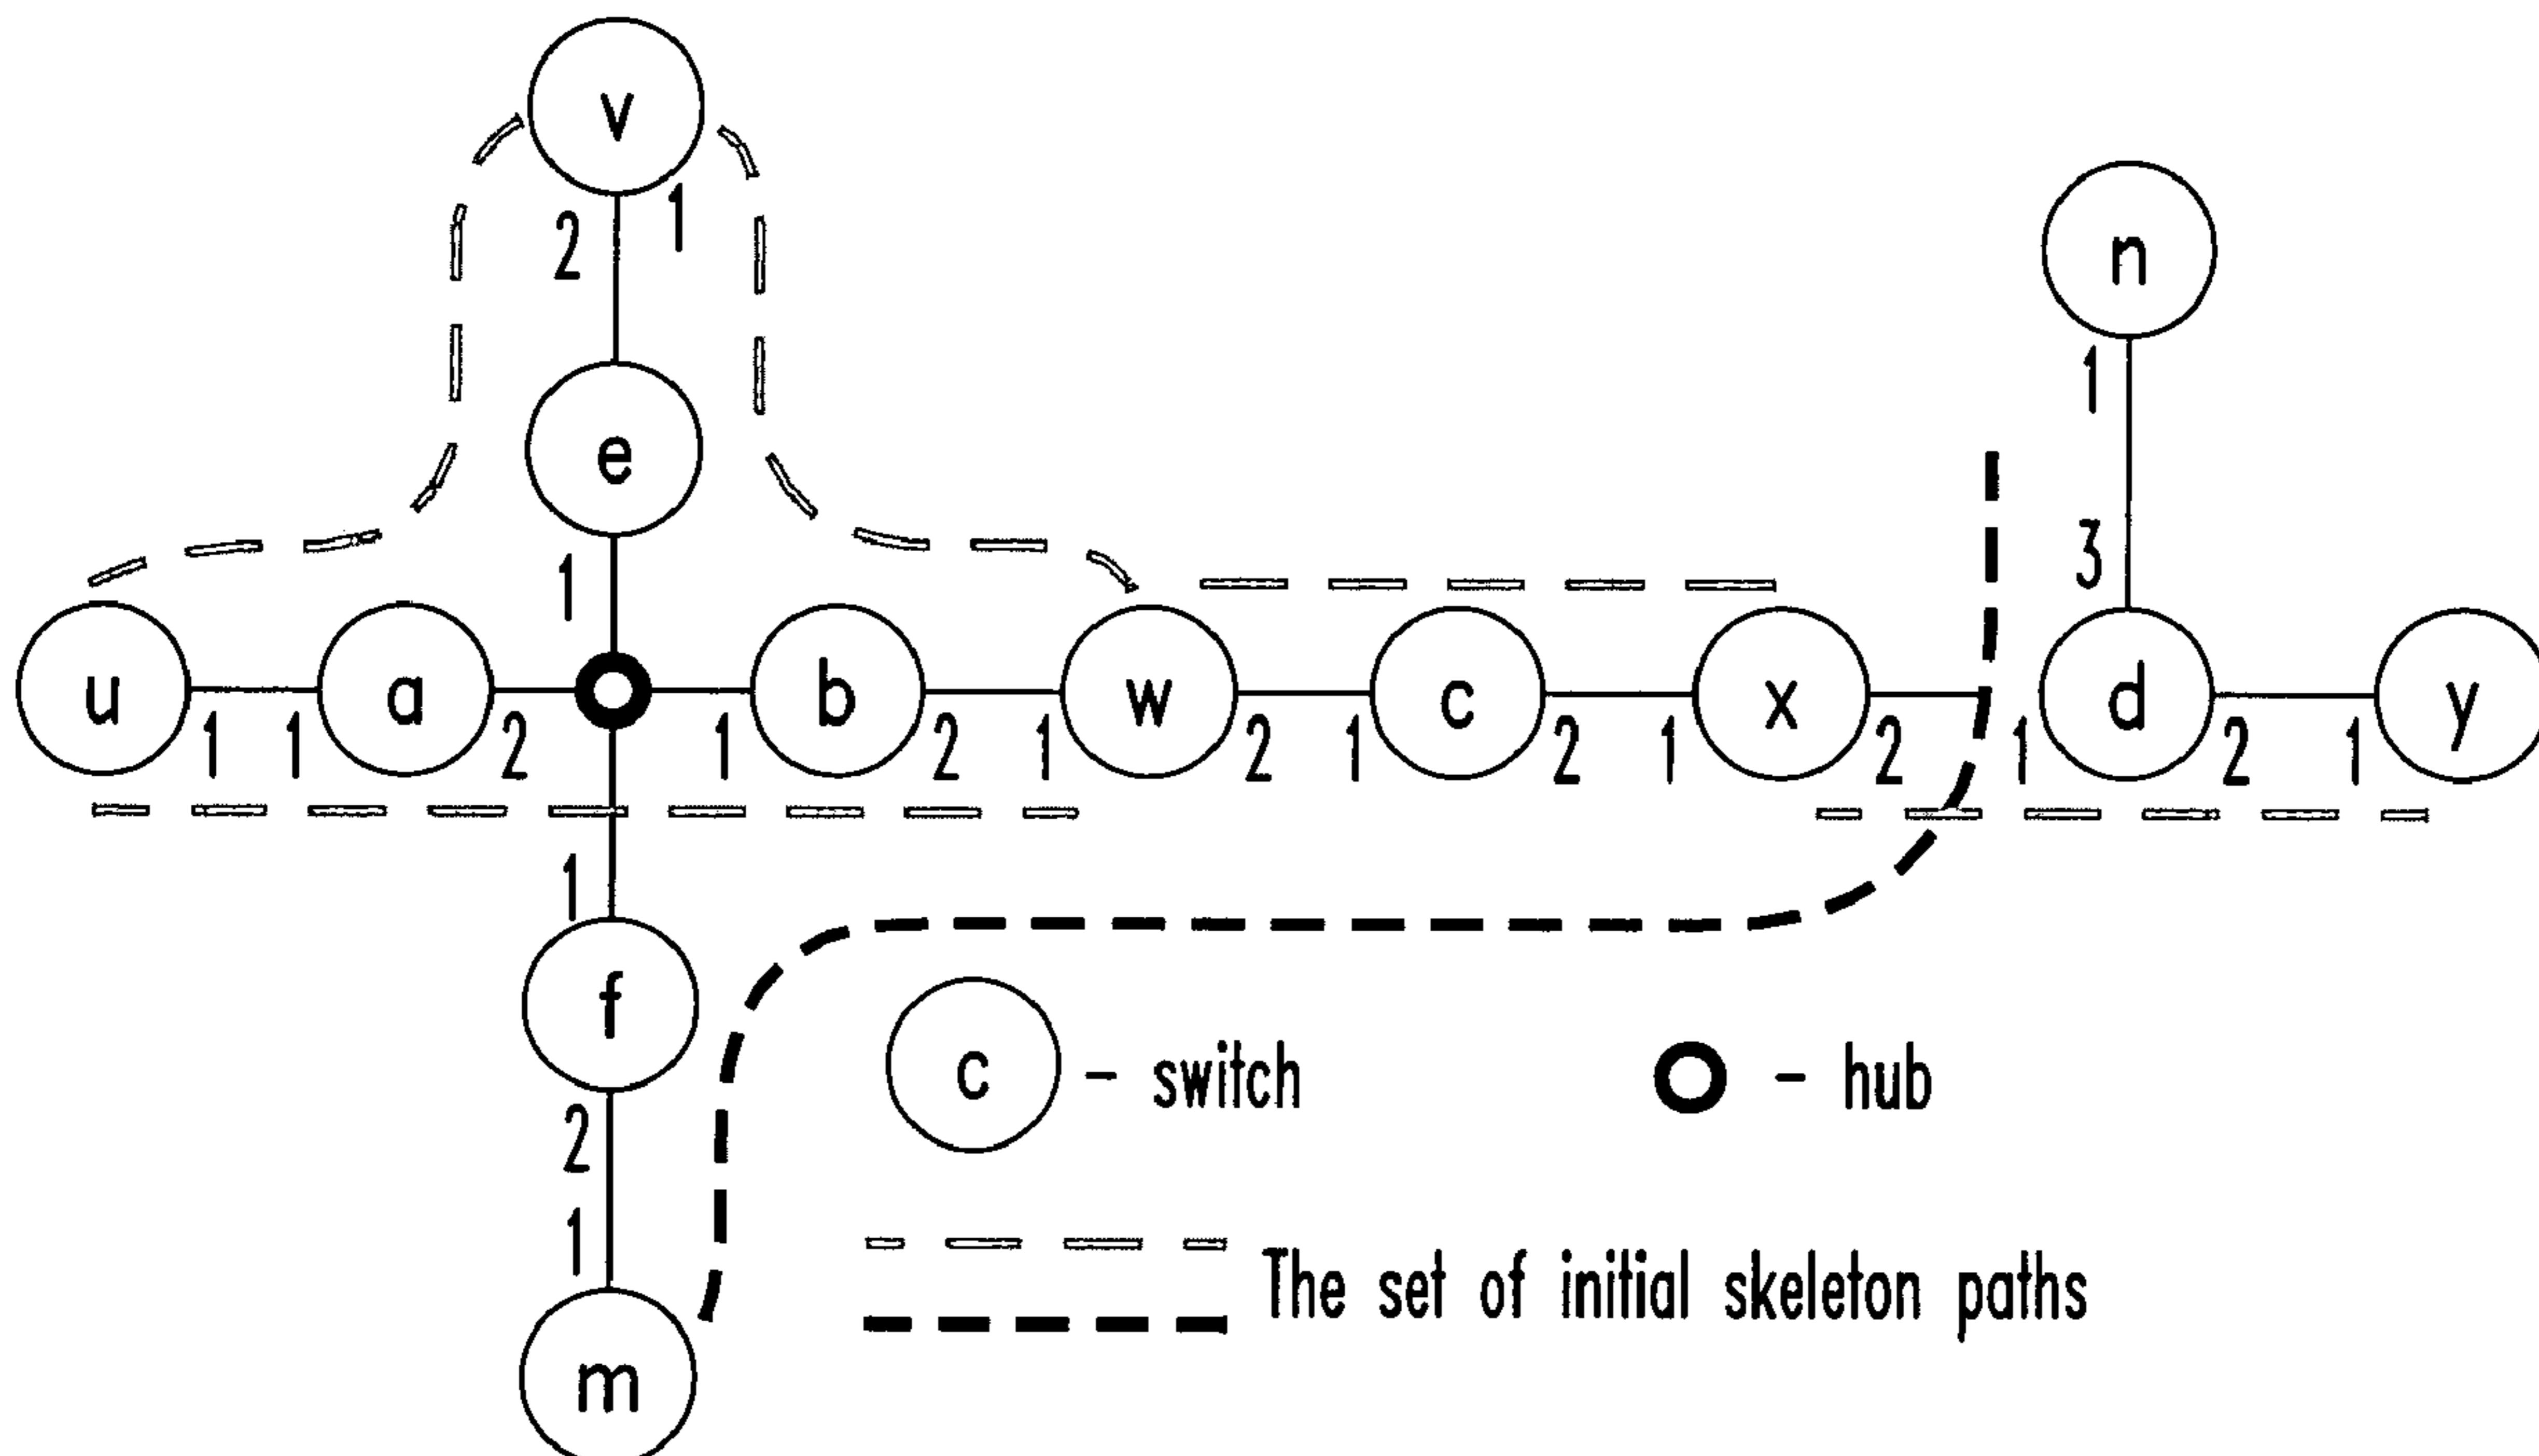 v
2 1
n
1
e
3
1
u a b w c x d y
1 1 2 1 2 1 2 1 2 1 2 1 2 1
1
f
c – switch – hub
2
1
The set of initial skeleton paths
m